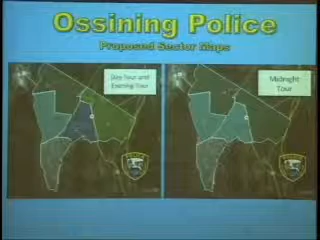 Ossining Police
Proposed Sector Maps
Day Tour and
Evening Tour
Midnight
Tour